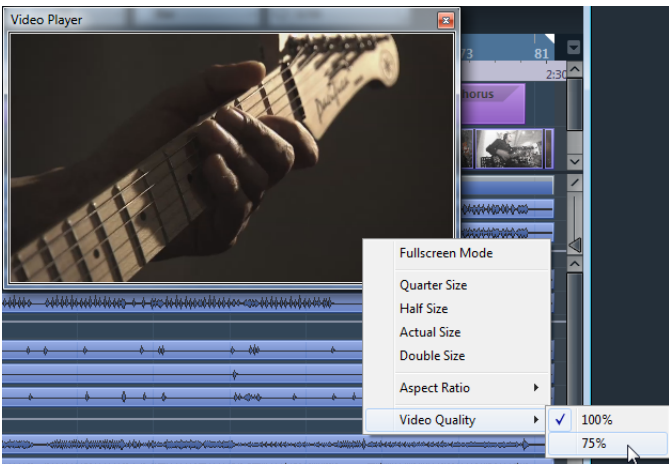 Video Player
73
81
2:30
horus
Fullscreen Mode
Quarter Size
Half Size
Actual Size
Double Size
Aspect Ratio
Video Quality
100%
75%